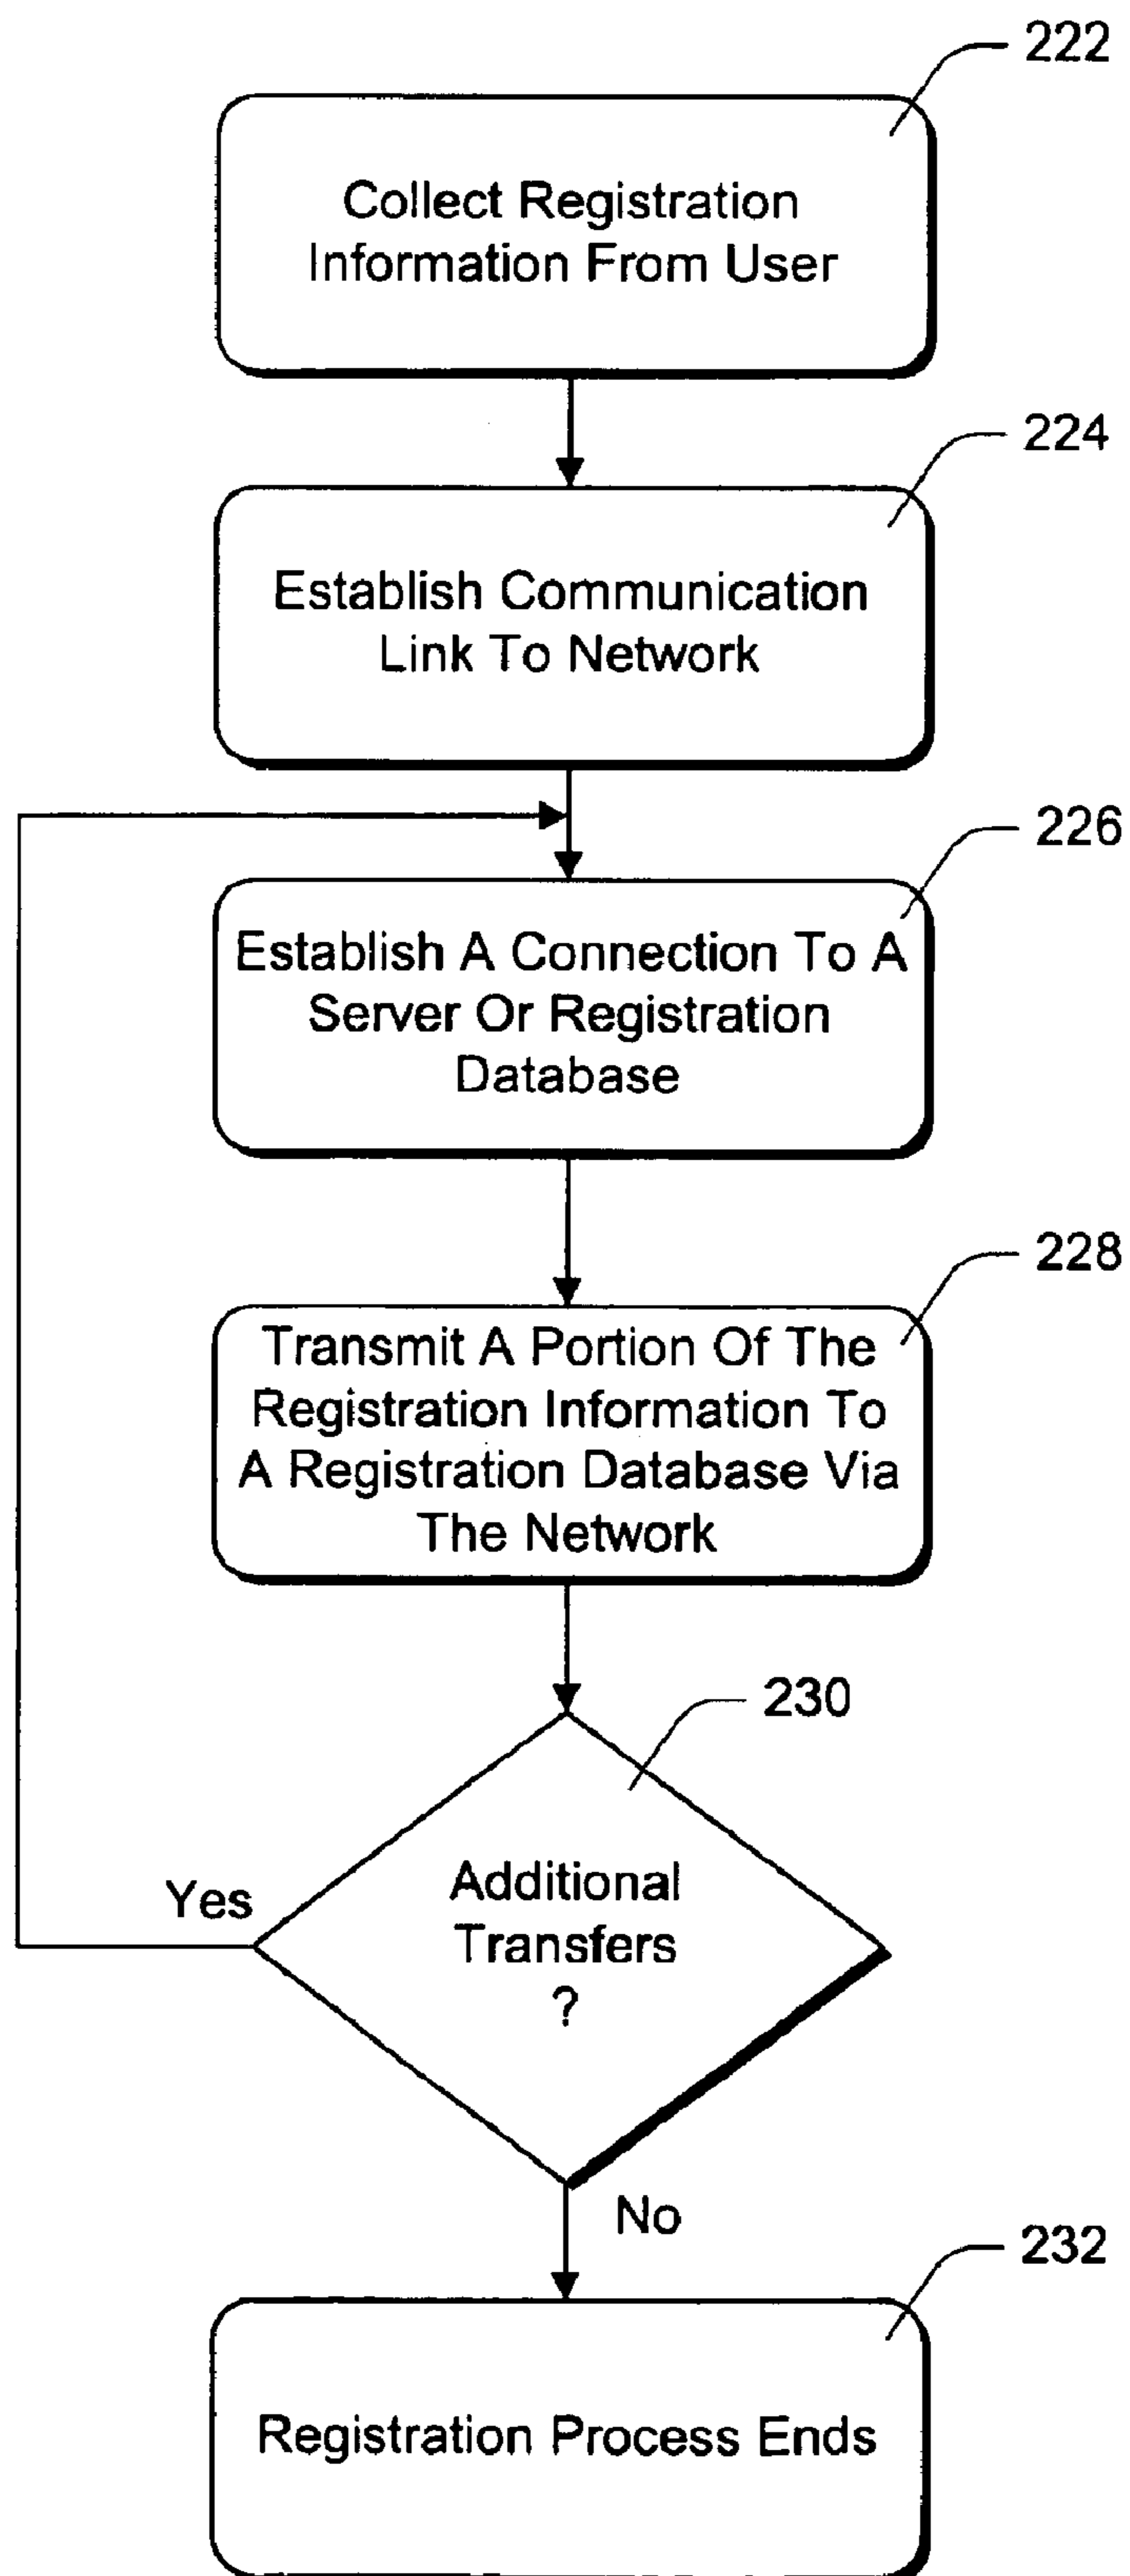 222
Collect Registration
Information From User
224
Establish Communication
Link To Network
226
Establish A Connection To A
Server Or Registration
Database
228
Transmit A Portion Of The
Registration Information To
A Registration Database Via
The Network
230
Additional
Transfers
?
Yes
No
232
Registration Process Ends